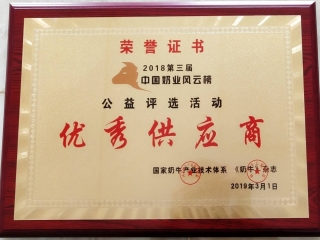 荣誉证书
2018第三届
中国奶业风云榜
公益评选活动
优秀供应商
国家奶牛产业技术体系 《奶牛》杂志
2019年3月1日